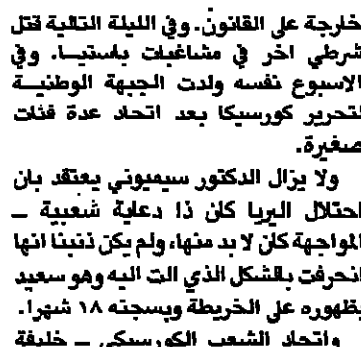 خارجة على القانون. وفي الليلة التالية قتل
شرطي اخر في مشاغبات باستيا. وفي
الاسبوع نفسه ولدت الجبهة الوطنية
لتحرير كورسيكا بعد اتحاد عدة فئات
صغيرة.
ولا يزال الدكتور سيميوني يعتقد بان
احتلال اليريا كان ذا دعاية شعبية ــ
المواجهة كان لا بد منها، ولم يكن ذنبنا انها
انحرفت بالشكل الذي الت اليه وهو سعيد
بظهوره على الخريطة وبسجنه ١٨ شهرا.
واتحاد الشعب الكورسيكي ــ خليفة